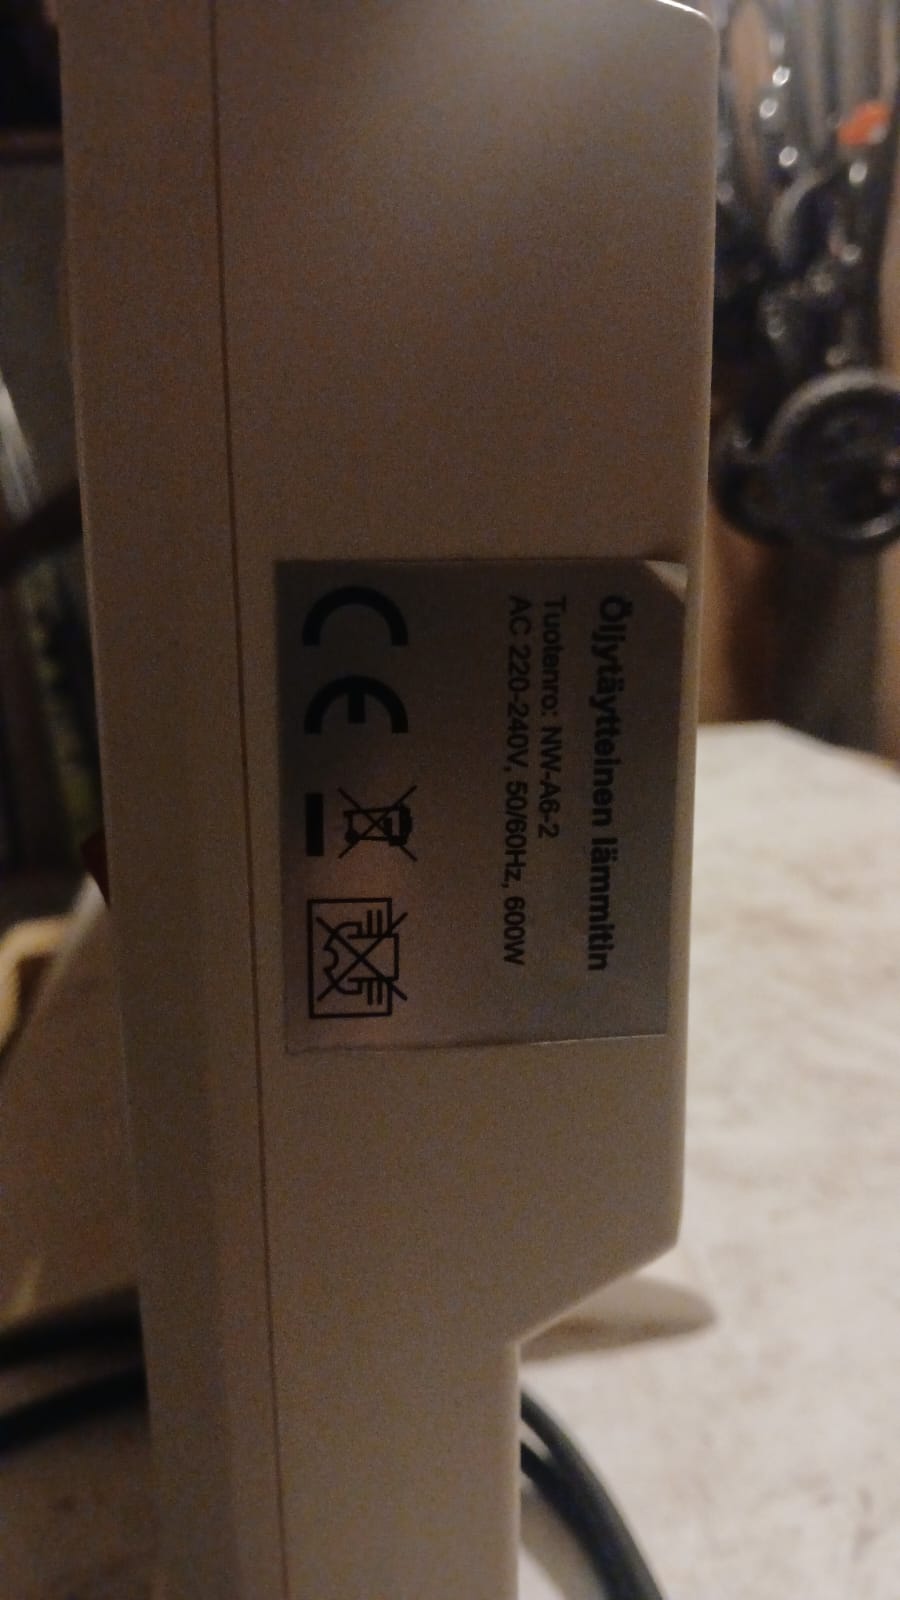 Öljytäytteinen lämmitin
Tuotenro: NW-A6-2
AC 220-240V, 50/60Hz, 600W
CE